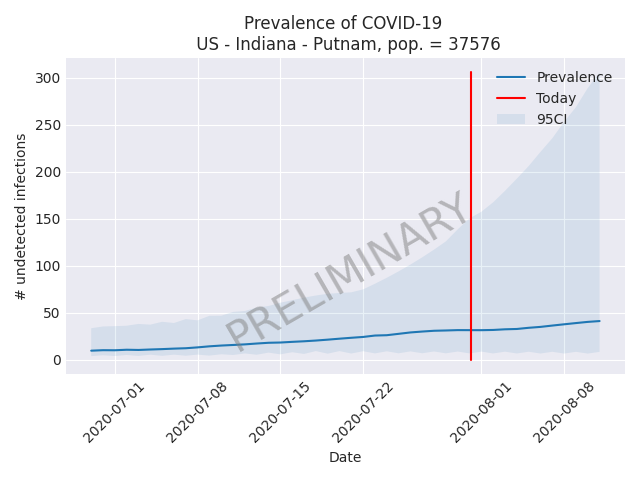 Prevalence of COVID-19
US - Indiana - Putnam, pop. = 37576
# undetected infections
300
250
200
150
100
50
0
Prevalence
Today
95CI
PRELIMINARY
2020-07-01
2020-07-08
2020-07-15
2020-07-22
2020-08-01
2020-08-08
Date